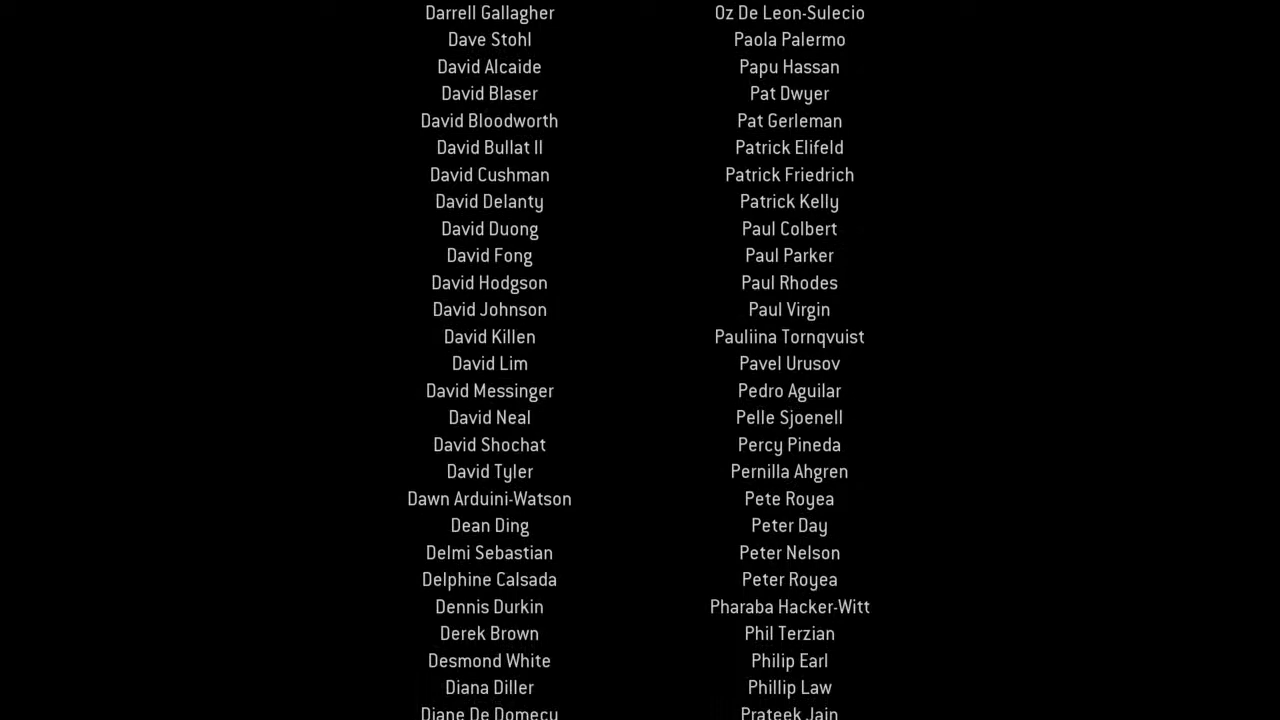 Darrell Gallagher
Dave Stohl
David Alcaide
David Blaser
David Bloodworth
David Bullat II
David Cushman
David Delanty
David Duong
David Fong
David Hodgson
David Johnson
David Killen
David Lim
David Messinger
David Neal
David Shochat
David Tyler
Dawn Arduini-Watson
Dean Ding
Delmi Sebastian
Delphine Calsada
Dennis Durkin
Derek Brown
Desmond White
Diana Diller
Diane De Domecy
Oz De Leon-Sulecio
Paola Palermo
Papu Hassan
Pat Dwyer
Pat Gerleman
Patrick Elifeld
Patrick Friedrich
Patrick Kelly
Paul Colbert
Paul Parker
Paul Rhodes
Paul Virgin
Pauliina Tornqvuist
Pavel Urusov
Pedro Aguilar
Pelle Sjoenell
Percy Pineda
Pernilla Ahgren
Pete Royea
Peter Day
Peter Nelson
Peter Royea
Pharaba Hacker-Witt
Phil Terzian
Philip Earl
Phillip Law
Prateek Jain